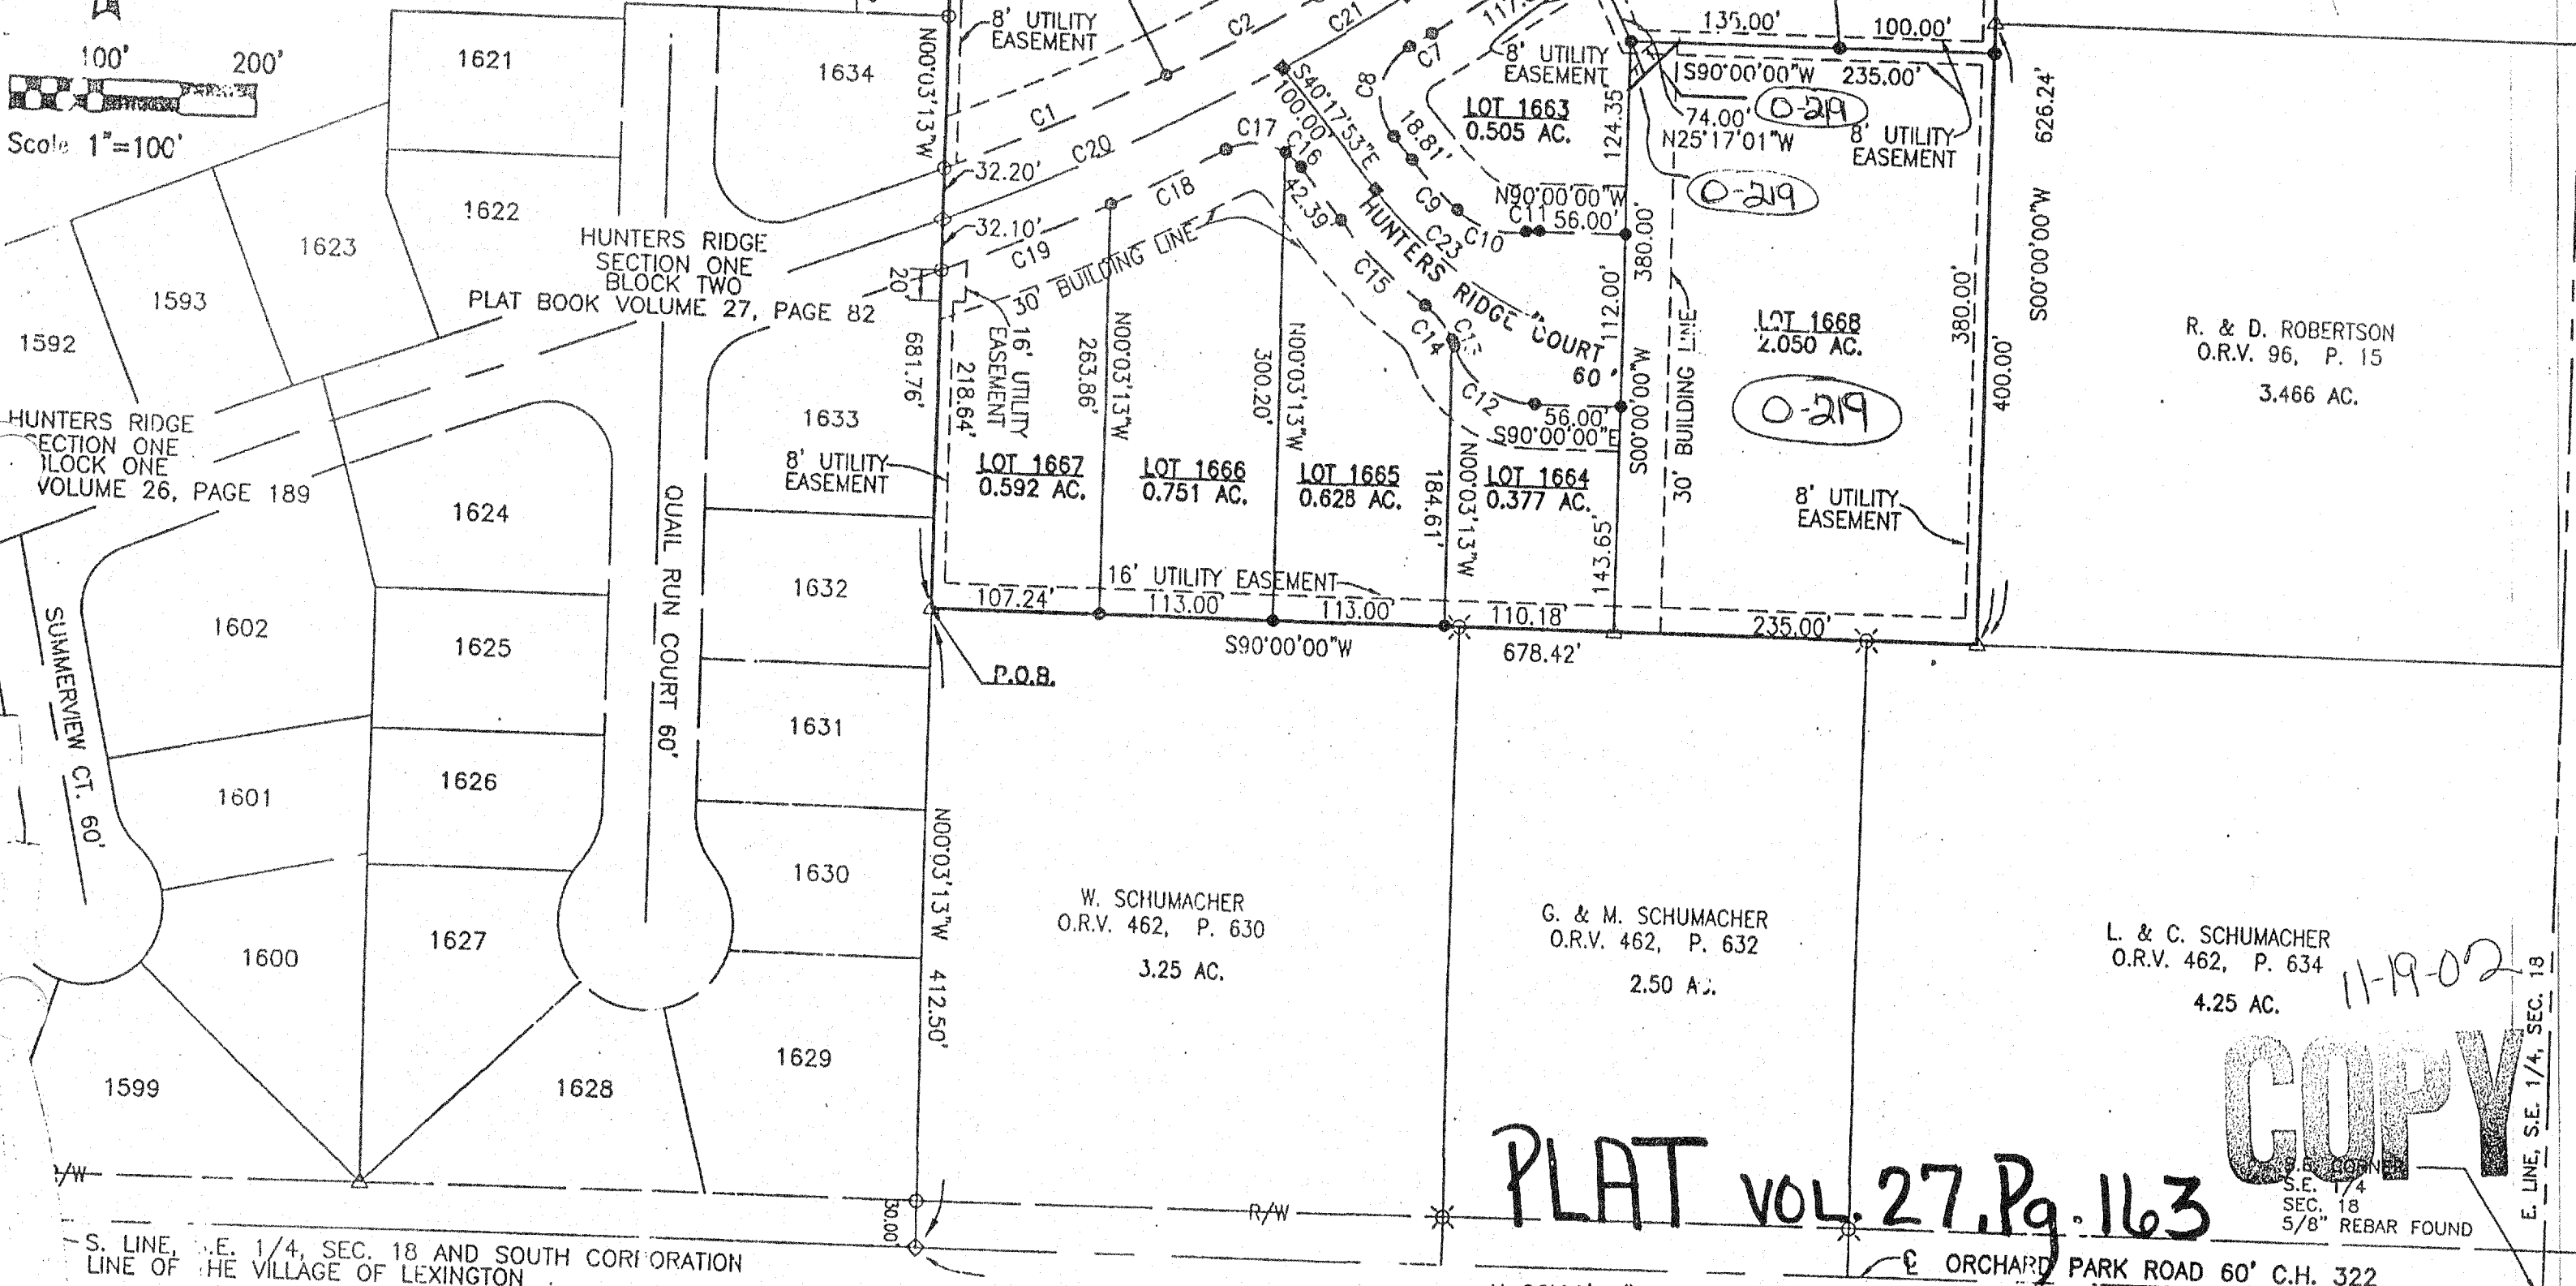 100'
200'
Scale 1"=100'
1621
1634
1622
1623
1593
1592
HUNTERS RIDGE
SECTION ONE
BLOCK TWO
PLAT BOOK VOLUME 27, PAGE 82
HUNTERS RIDGE
SECTION ONE
BLOCK ONE
VOLUME 26, PAGE 189
1624
1633
1632
1602
1625
1631
1601
1626
1630
1600
1627
1629
1599
1628
SUMMERVIEW CT. 60'
QUAIL RUN COURT 60'
8' UTILITY
EASEMENT
N00°03'13"W
C1
C2
C21
C20
32.20'
32.10'
C17
C16
C18
C19
30' BUILDING LINE
20'
16' UTILITY
EASEMENT
681.76'
218.64'
263.86'
N00°03'13"W
300.20'
N00°03'13"W
8' UTILITY
EASEMENT
LOT 1667
0.592 AC.
LOT 1666
0.751 AC.
LOT 1665
0.628 AC.
LOT 1664
0.377 AC.
S40°17'53"E
100.00'
42.39'
HUNTERS RIDGE COURT
60'
C7
C8
18.81'
C9
C10
C11
56.00'
C23
C15
C14
C13
C12
56.00'
S90°00'00"E
8' UTILITY
EASEMENT
LOT 1663
0.505 AC.
124.35'
N90°00'00"W
380.00'
112.00'
S00°00'00"W
184.61'
N00°03'13"W
143.65'
135.00'
100.00'
S90°00'00"W 235.00'
74.00'
N25°17'01"W
O-219
8' UTILITY
EASEMENT
O-219
30' BUILDING LINE
LOT 1668
2.050 AC.
O-219
380.00'
400.00'
8' UTILITY
EASEMENT
S00°00'00"W 626.24'
R. & D. ROBERTSON
O.R.V. 96, P. 15
3.466 AC.
16' UTILITY EASEMENT
107.24'
113.00'
113.00'
110.18'
235.00'
S90°00'00"W
678.42'
P.O.B.
N00°03'13"W 412.50'
W. SCHUMACHER
O.R.V. 462, P. 630
3.25 AC.
G. & M. SCHUMACHER
O.R.V. 462, P. 632
2.50 AC.
L. & C. SCHUMACHER
O.R.V. 462, P. 634
4.25 AC.
11-19-02
COPY
E. LINE, S.E. 1/4, SEC. 18
PLAT VOL. 27, Pg. 163
S.E. CORNER
S.E. 1/4
SEC. 18
5/8" REBAR FOUND
R/W
30.00'
R/W
S. LINE, S.E. 1/4, SEC. 18 AND SOUTH CORPORATION
LINE OF THE VILLAGE OF LEXINGTON
℄ ORCHARD PARK ROAD 60' C.H. 322